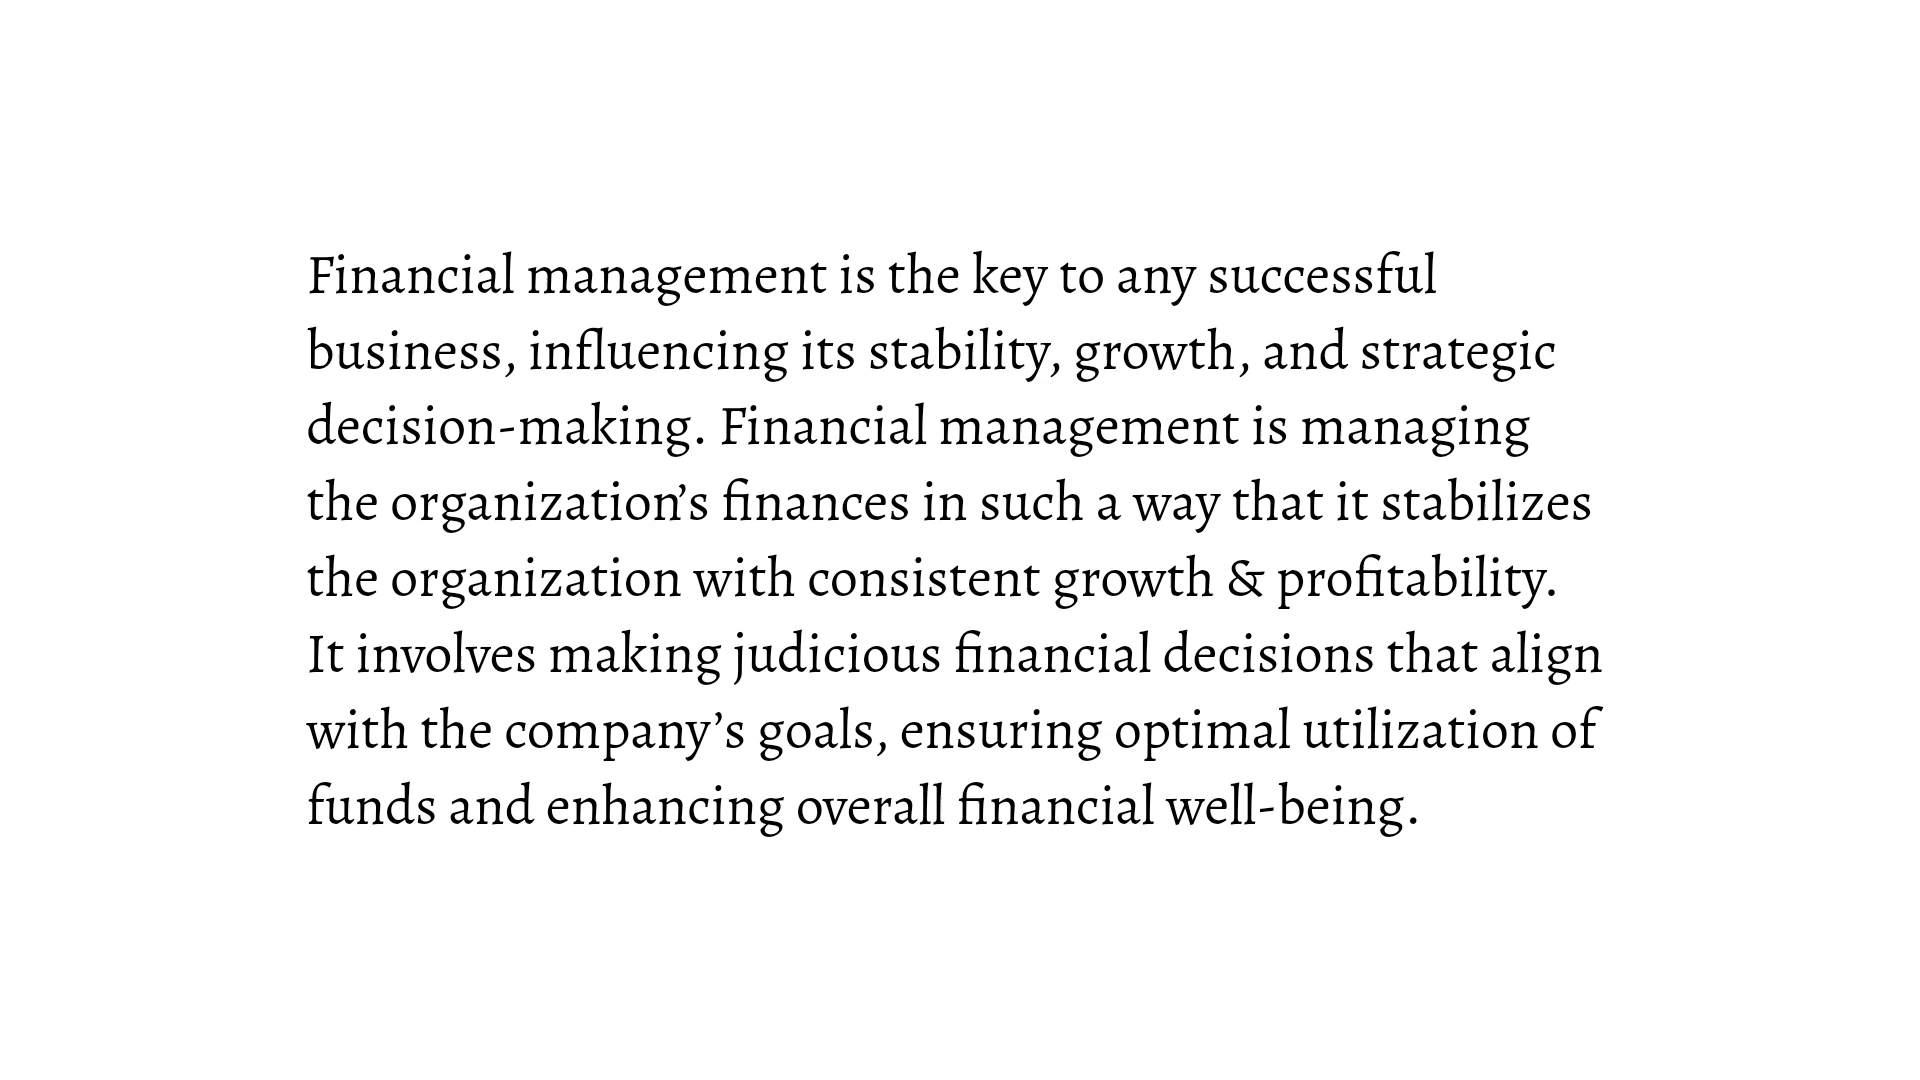 Financial management is the key to any successful
business, influencing its stability, growth, and strategic
decision-making. Financial management is managing
the organization’s finances in such a way that it stabilizes
the organization with consistent growth & profitability.
It involves making judicious financial decisions that align
with the company’s goals, ensuring optimal utilization of
funds and enhancing overall financial well-being.